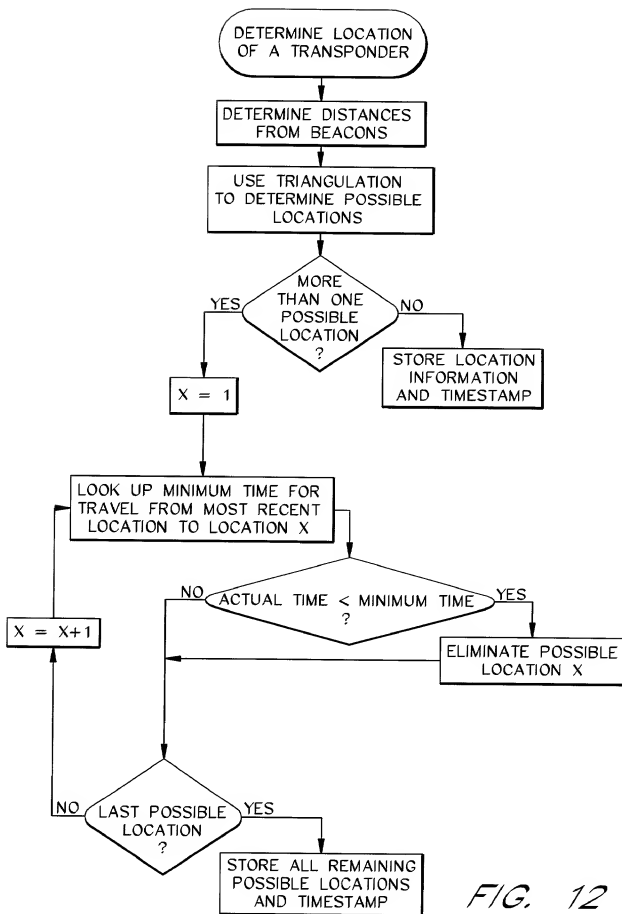 DETERMINE LOCATION
OF A TRANSPONDER
DETERMINE DISTANCES
FROM BEACONS
USE TRIANGULATION
TO DETERMINE POSSIBLE
LOCATIONS
MORE
THAN ONE
POSSIBLE
LOCATION
?
YES
NO
STORE LOCATION
INFORMATION
AND TIMESTAMP
X = 1
LOOK UP MINIMUM TIME FOR
TRAVEL FROM MOST RECENT
LOCATION TO LOCATION X
NO
ACTUAL TIME < MINIMUM TIME
?
YES
X = X+1
ELIMINATE POSSIBLE
LOCATION X
NO
LAST POSSIBLE
LOCATION
?
YES
STORE ALL REMAINING
POSSIBLE LOCATIONS
AND TIMESTAMP
FIG. 12